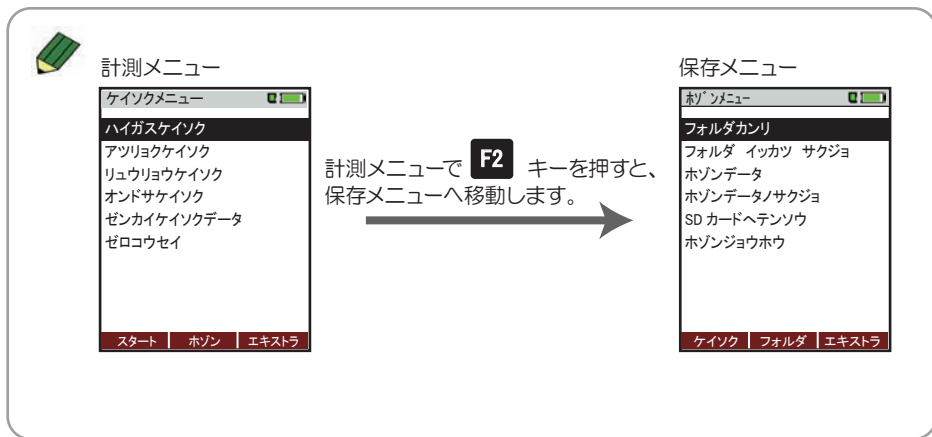 計測メニュー
ケイソクメニュー
ハイガスケイソク
アツリョクケイソク
リュウリョウケイソク
オンドサケイソク
ゼンカイケイソクデータ
ゼロコウセイ
スタート ホゾン エキストラ
計測メニューで F2 キーを押すと、
保存メニューへ移動します。
保存メニュー
ﾎｿﾞﾝﾒﾆｭｰ
フォルダカンリ
フォルダ イッカツ サクジョ
ホゾンデータ
ホゾンデータノサクジョ
SD カードヘテンソウ
ホゾンジョウホウ
ケイソク フォルダ エキストラ